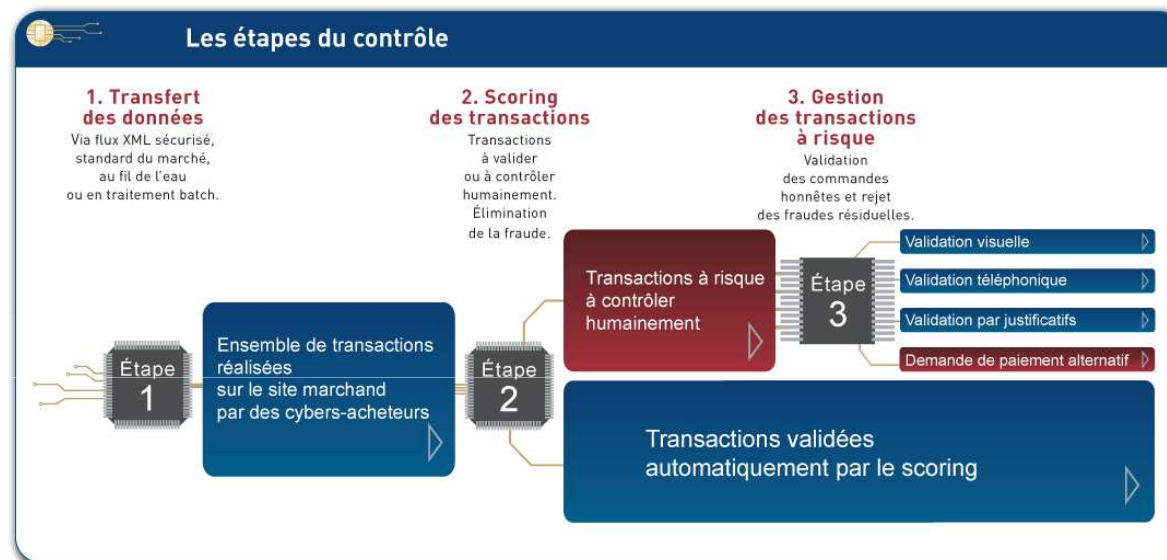 Les étapes du contrôle
1. Transfert
des données
Via flux XML sécurisé,
standard du marché,
au fil de l'eau
ou en traitement batch.
2. Scoring
des transactions
Transactions
à valider
ou à contrôler
humainement.
Élimination
de la fraude.
3. Gestion
des transactions
à risque
Validation
des commandes
honnêtes et rejet
des fraudes résiduelles.
Étape
1
Ensemble de transactions
réalisées
sur le site marchand
par des cybers-acheteurs
Étape
2
Transactions à risque
à contrôler
humainement
Étape
3
Validation visuelle
Validation téléphonique
Validation par justificatifs
Demande de paiement alternatif
Transactions validées
automatiquement par le scoring